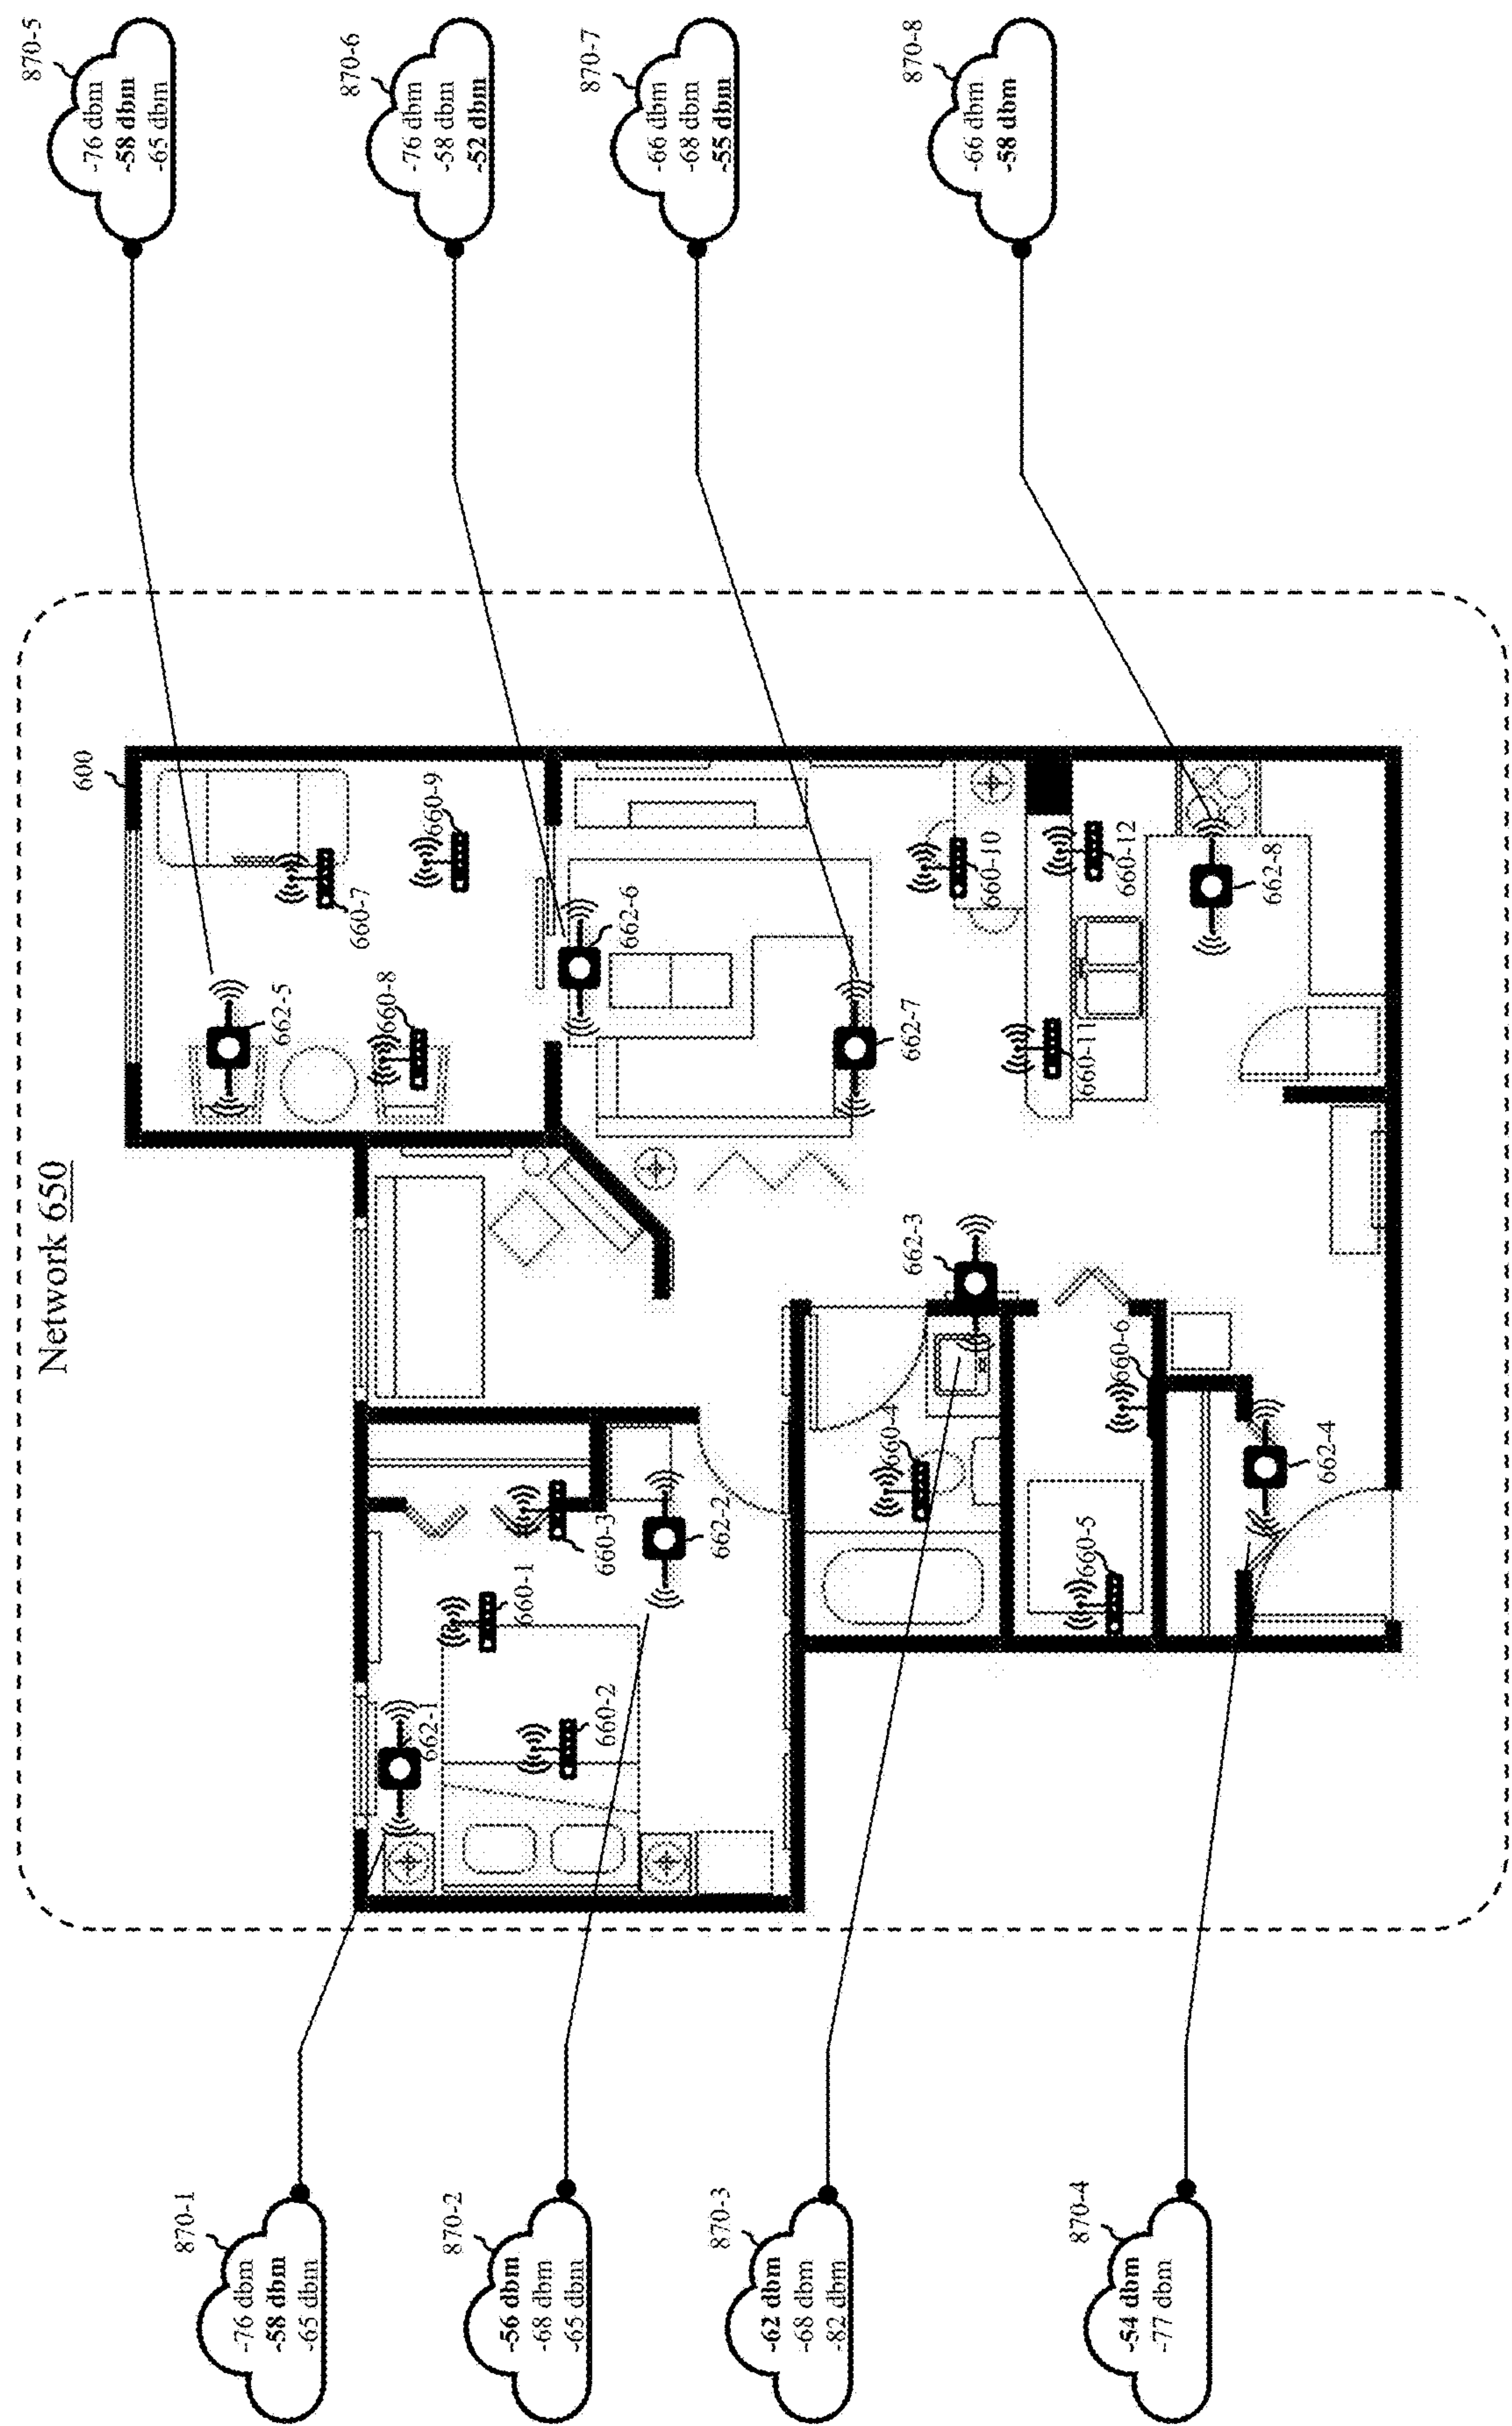 Network 650
600
870-1
-76 dbm
-58 dbm
-65 dbm
870-2
-56 dbm
-68 dbm
-65 dbm
870-3
-62 dbm
-68 dbm
-82 dbm
870-4
-54 dbm
-77 dbm
870-5
-76 dbm
-58 dbm
-65 dbm
870-6
-76 dbm
-58 dbm
-52 dbm
870-7
-66 dbm
-68 dbm
-55 dbm
870-8
-66 dbm
-58 dbm
662-1
660-2
660-1
660-3
662-2
660-4
660-5
660-6
662-3
662-4
662-5
660-8
660-7
660-9
662-6
662-7
660-10
660-11
660-12
662-8